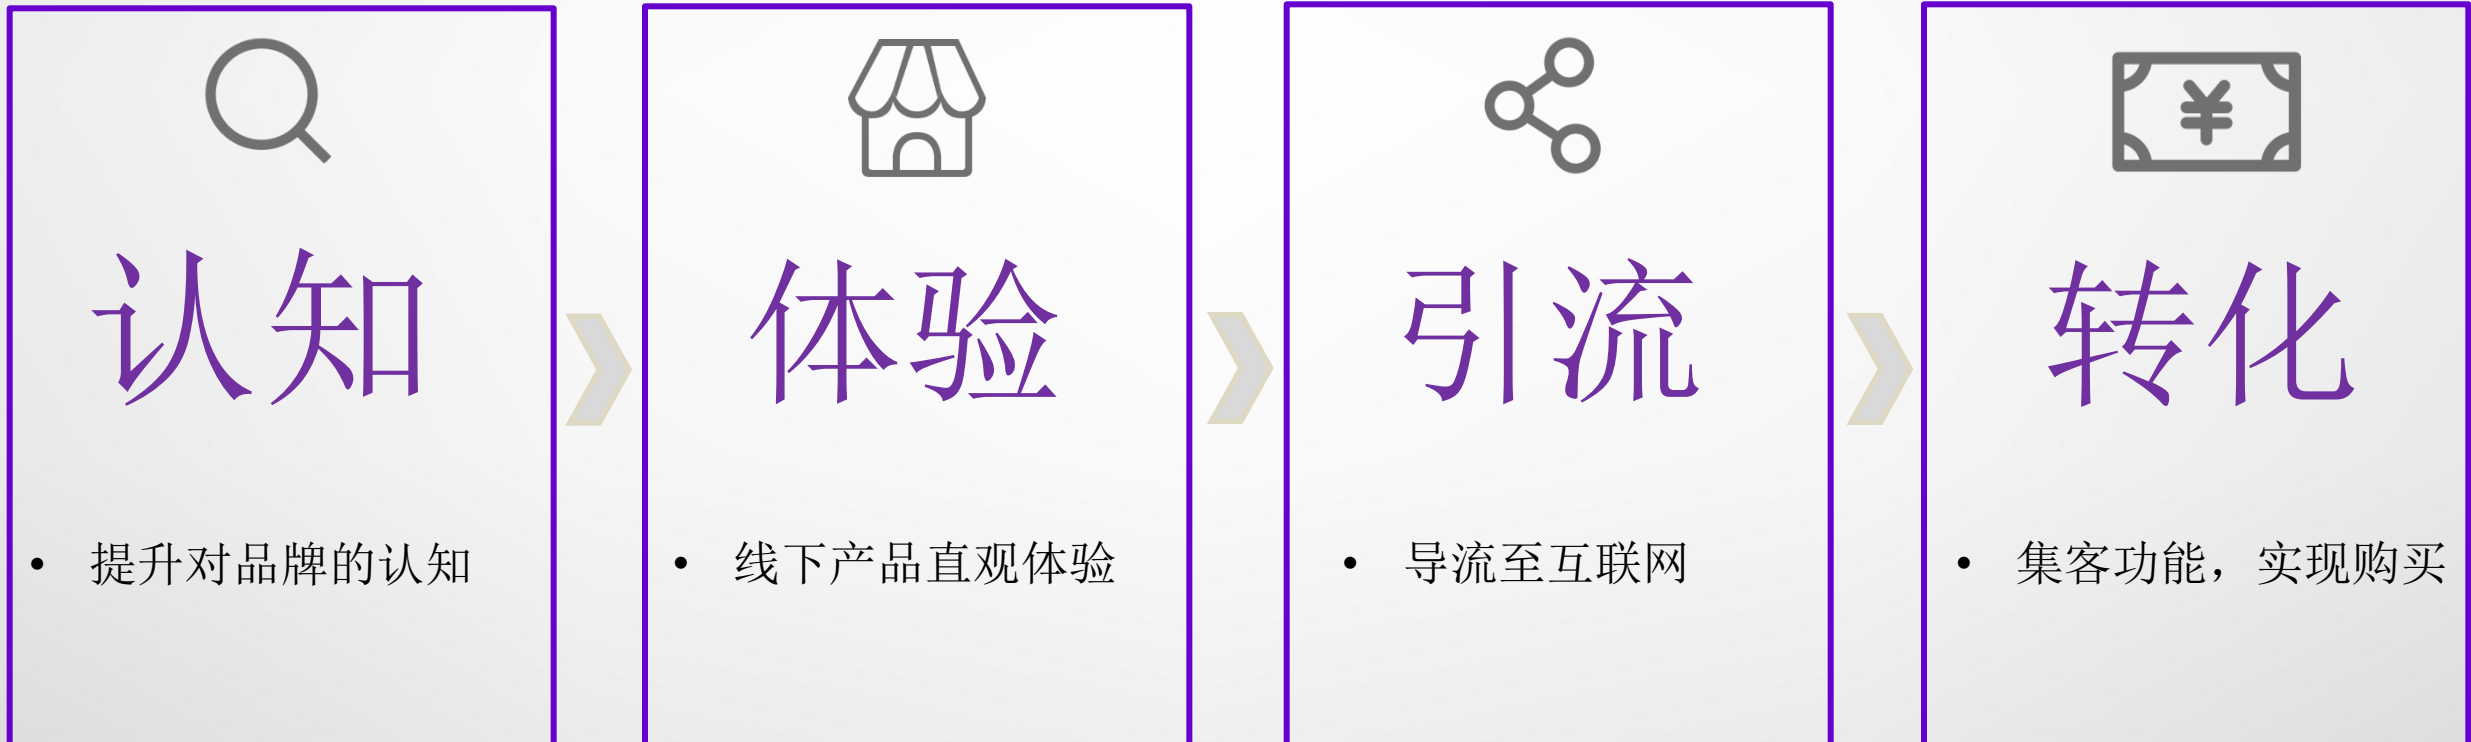 认知
体验
引流
转化
• 提升对品牌的认知
• 线下产品直观体验
• 导流至互联网
• 集客功能，实现购买